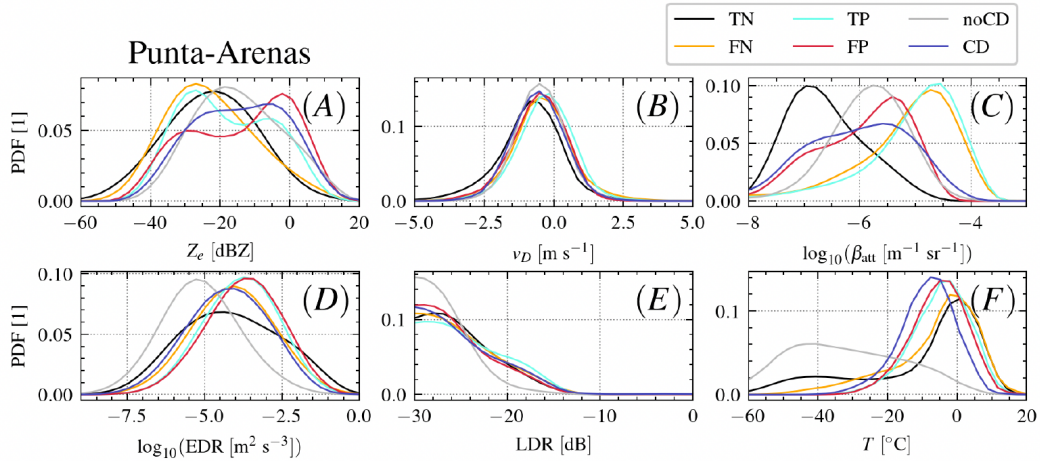 TN TP noCD
FN FP CD
Punta-Arenas
(A) (B) (C)
PDF [1]
0.05
0.00
−60 −40 −20 0 20
Z_e [dBZ]
0.1
0.0
−5.0 −2.5 0.0 2.5 5.0
v_D [m s⁻¹]
0.10
0.05
0.00
−8 −6 −4
log₁₀(β_att [m⁻¹ sr⁻¹])
(D) (E) (F)
PDF [1]
0.10
0.05
0.00
−7.5 −5.0 −2.5 0.0
log₁₀(EDR [m² s⁻³])
0.1
0.0
−30 −20 −10 0
LDR [dB]
0.1
0.0
−60 −40 −20 0 20
T [°C]